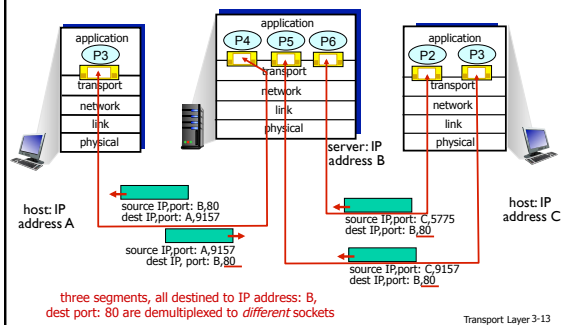 application
P3
transport
network
link
physical
host: IP
address A
application
P4 P5 P6
transport
network
link
physical
server: IP
address B
application
P2 P3
transport
network
link
physical
host: IP
address C
source IP,port: B,80
dest IP,port: A,9157
source IP,port: A,9157
dest IP, port: B,80
source IP,port: C,5775
dest IP,port: B,80
source IP,port: C,9157
dest IP,port: B,80
three segments, all destined to IP address: B,
dest port: 80 are demultiplexed to different sockets
Transport Layer 3-13